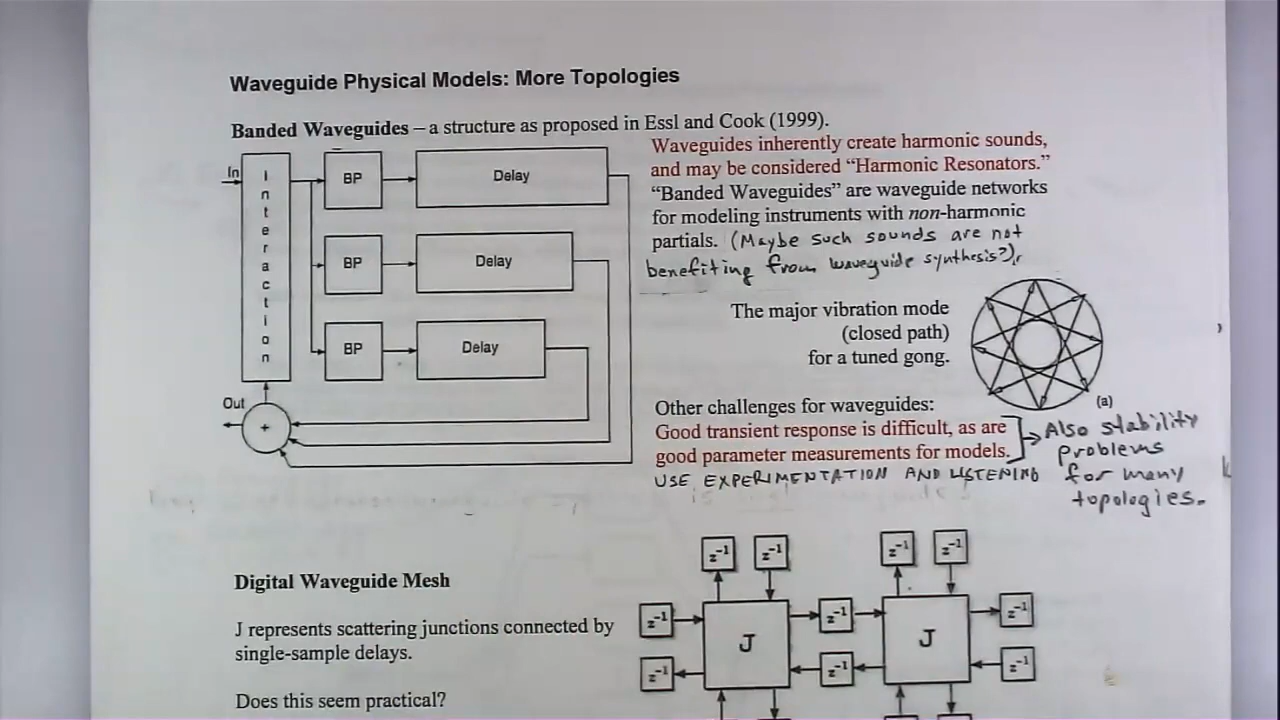 Waveguide Physical Models: More Topologies
Banded Waveguides – a structure as proposed in Essl and Cook (1999).
In
Interaction
BP
Delay
BP
Delay
BP
Delay
Out
+
Waveguides inherently create harmonic sounds,
and may be considered “Harmonic Resonators.”
“Banded Waveguides” are waveguide networks
for modeling instruments with non-harmonic
partials. (Maybe such sounds are not
benefiting from waveguide synthesis?)
The major vibration mode
(closed path)
for a tuned gong.
(a)
Other challenges for waveguides:
Good transient response is difficult, as are
good parameter measurements for models.
USE EXPERIMENTATION AND LISTENING
Also stability
problems
for many
topologies.
Digital Waveguide Mesh
J represents scattering junctions connected by
single-sample delays.
Does this seem practical?
z⁻¹ z⁻¹ z⁻¹ z⁻¹
z⁻¹ z⁻¹ z⁻¹
J J
z⁻¹ z⁻¹ z⁻¹